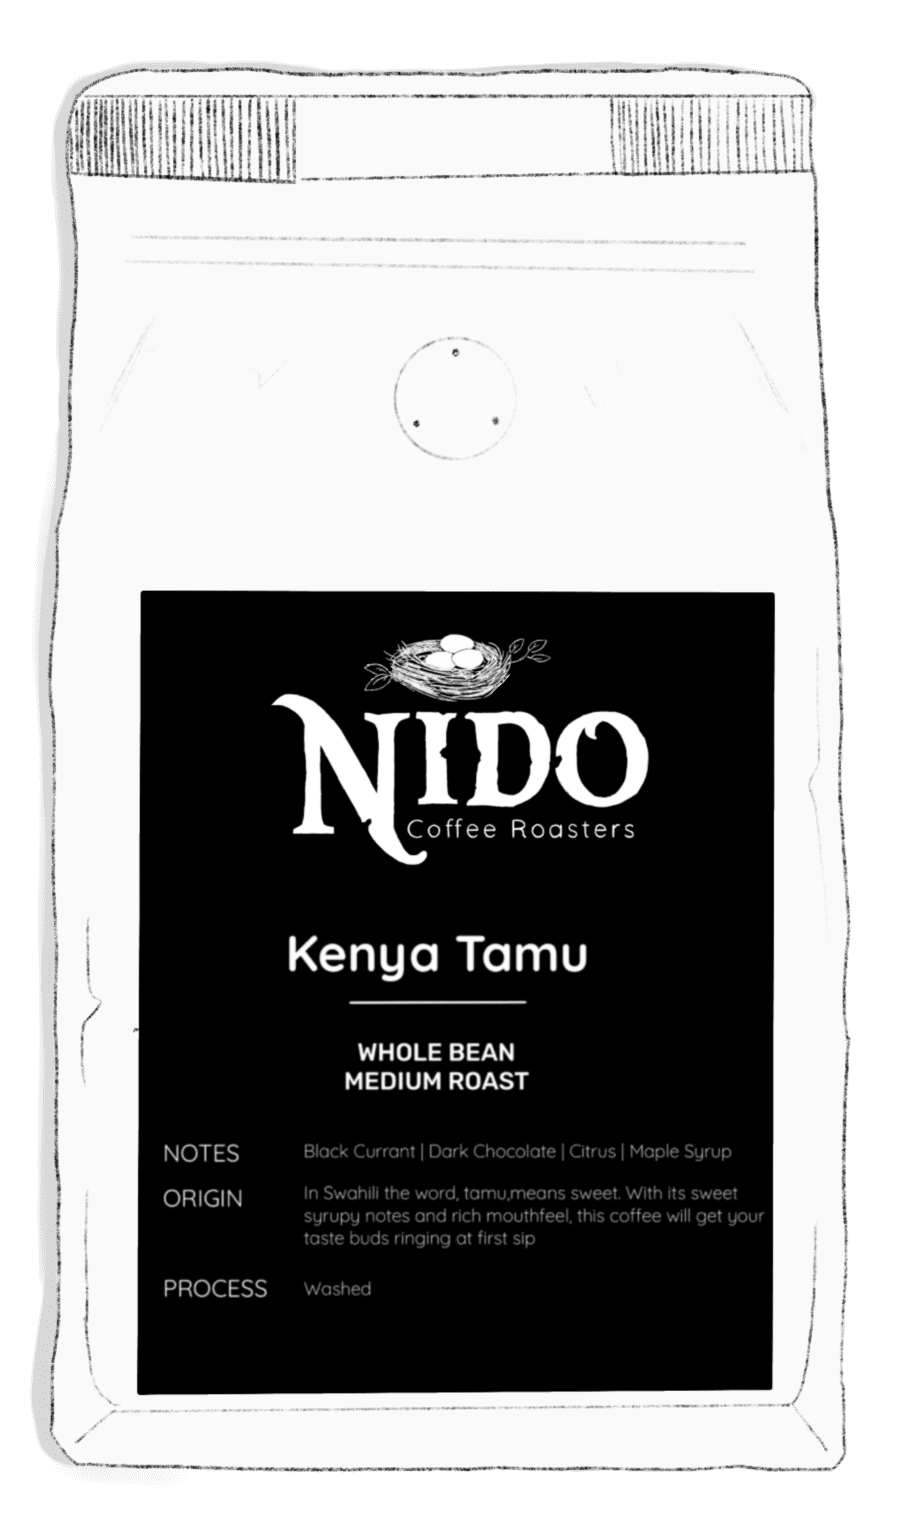 NIDO
Coffee Roasters
Kenya Tamu
WHOLE BEAN
MEDIUM ROAST
NOTES Black Currant | Dark Chocolate | Citrus | Maple Syrup
ORIGIN In Swahili the word, tamu,means sweet. With its sweet
syrupy notes and rich mouthfeel, this coffee will get your
taste buds ringing at first sip
PROCESS Washed